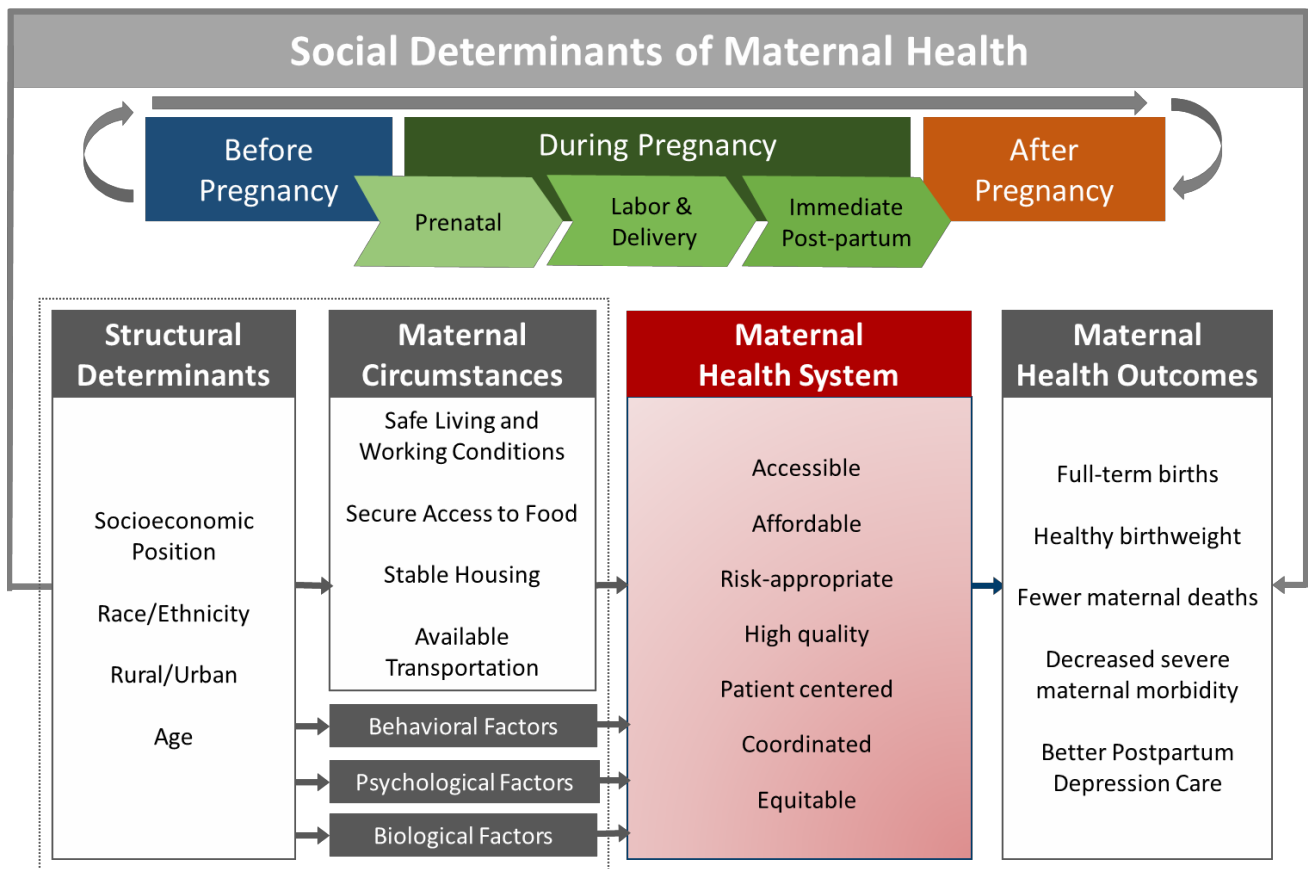 Social Determinants of Maternal Health
Before
Pregnancy
During Pregnancy
Prenatal
Labor &
Delivery
Immediate
Post-partum
After
Pregnancy
Structural
Determinants
Socioeconomic
Position
Race/Ethnicity
Rural/Urban
Age
Maternal
Circumstances
Safe Living and
Working Conditions
Secure Access to Food
Stable Housing
Available
Transportation
Behavioral Factors
Psychological Factors
Biological Factors
Maternal
Health System
Accessible
Affordable
Risk-appropriate
High quality
Patient centered
Coordinated
Equitable
Maternal
Health Outcomes
Full-term births
Healthy birthweight
Fewer maternal deaths
Decreased severe
maternal morbidity
Better Postpartum
Depression Care